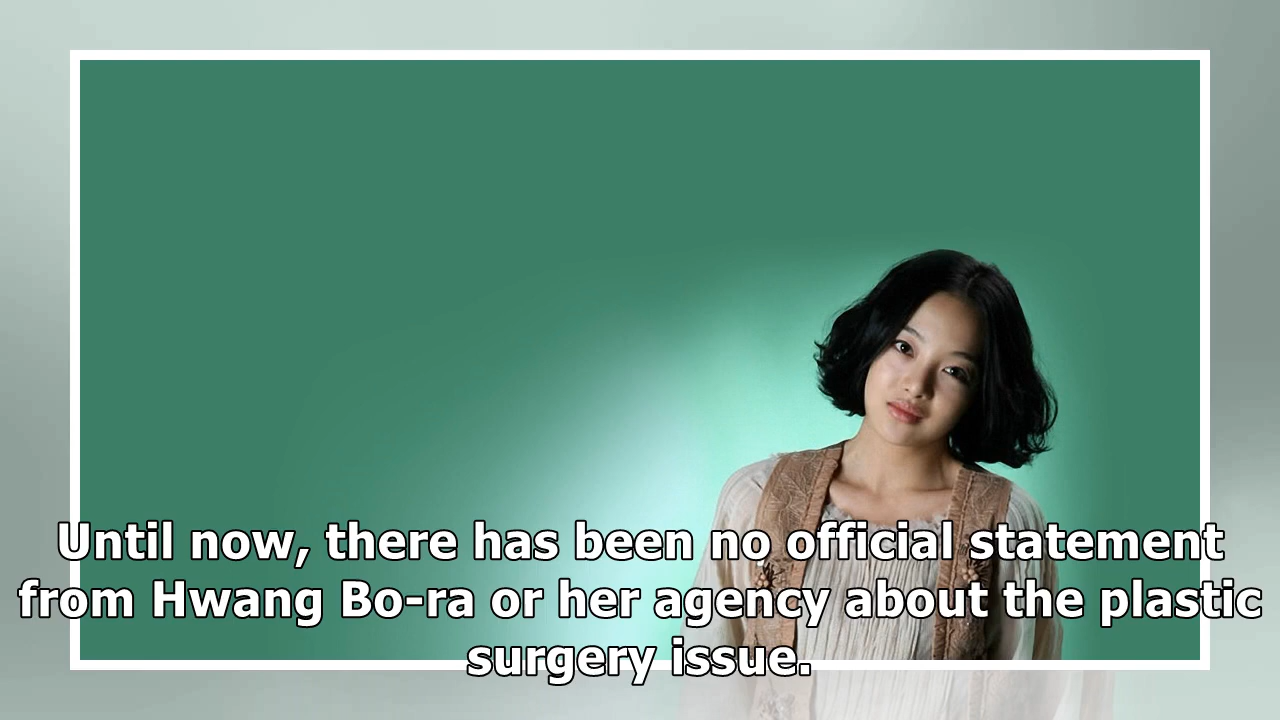 Until now, there has been no official statement
from Hwang Bo-ra or her agency about the plastic
surgery issue.